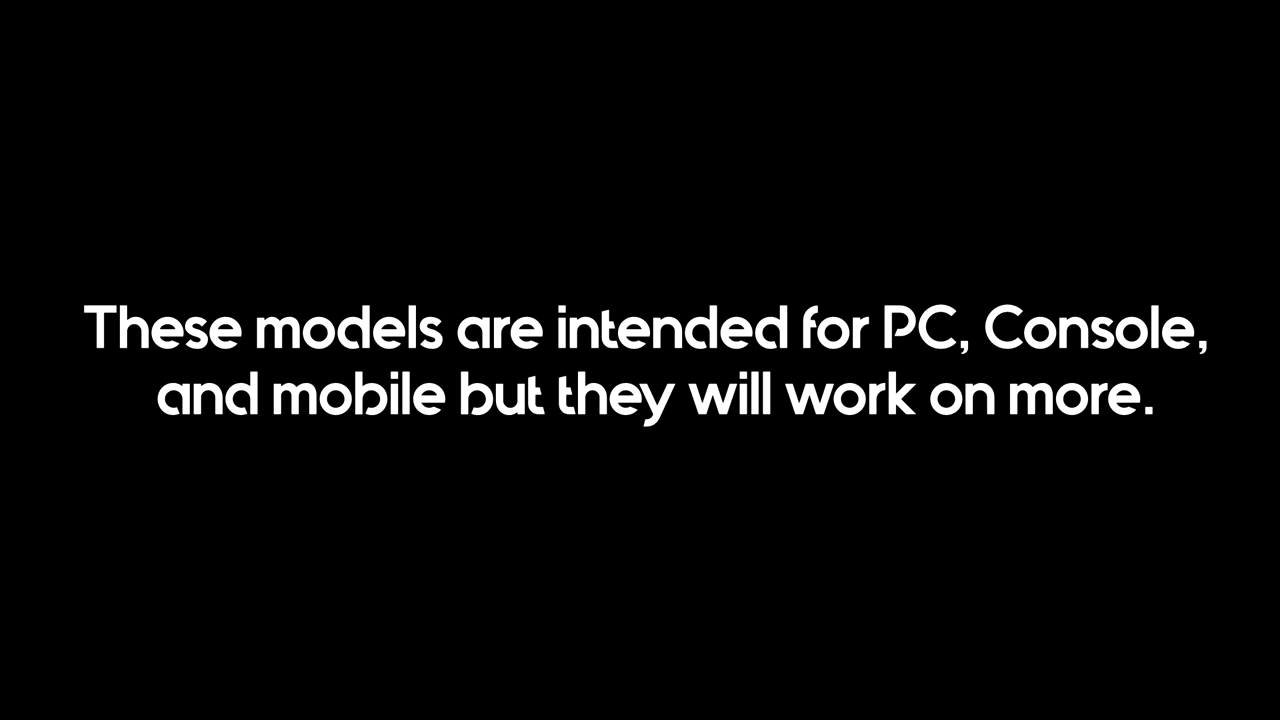 These models are intended for PC, Console,
and mobile but they will work on more.